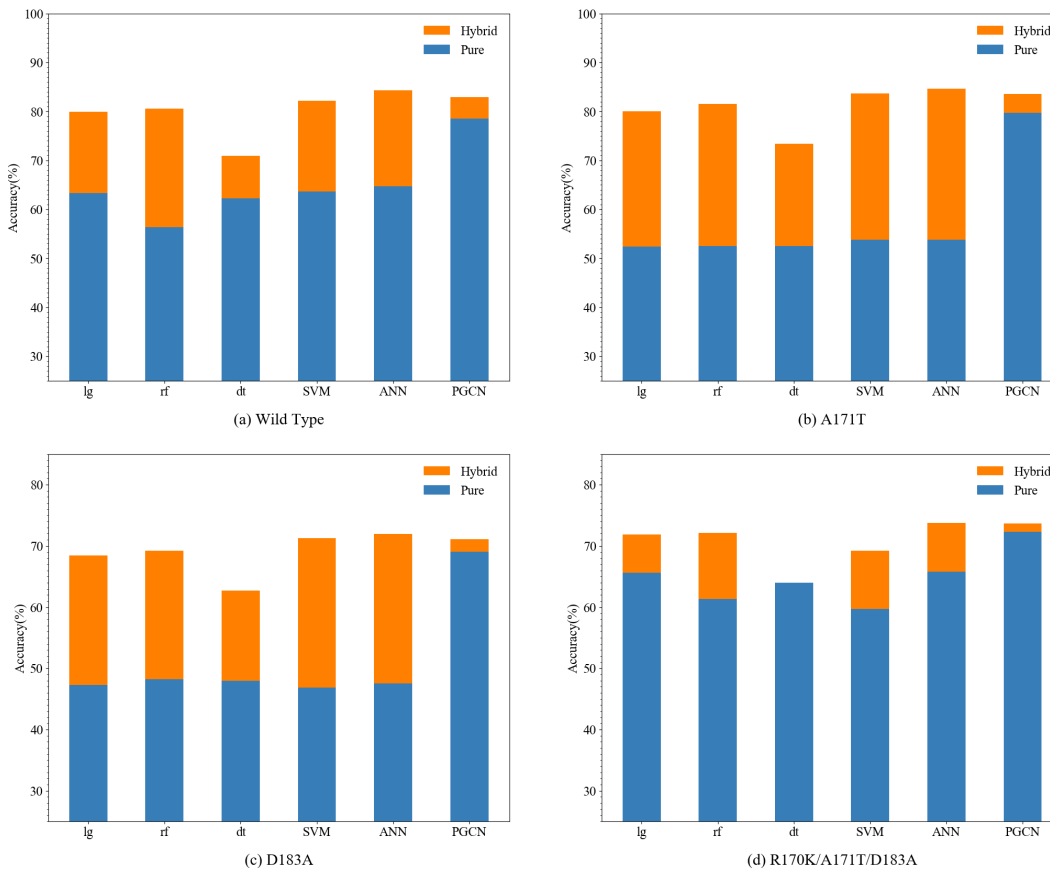 100
90
80
70
60
50
40
30
Accuracy(%)
Hybrid
Pure
lg rf dt SVM ANN PGCN
(a) Wild Type
100
90
80
70
60
50
40
30
Accuracy(%)
Hybrid
Pure
lg rf dt SVM ANN PGCN
(b) A171T
80
70
60
50
40
30
Accuracy(%)
Hybrid
Pure
lg rf dt SVM ANN PGCN
(c) D183A
80
70
60
50
40
30
Accuracy(%)
Hybrid
Pure
lg rf dt SVM ANN PGCN
(d) R170K/A171T/D183A